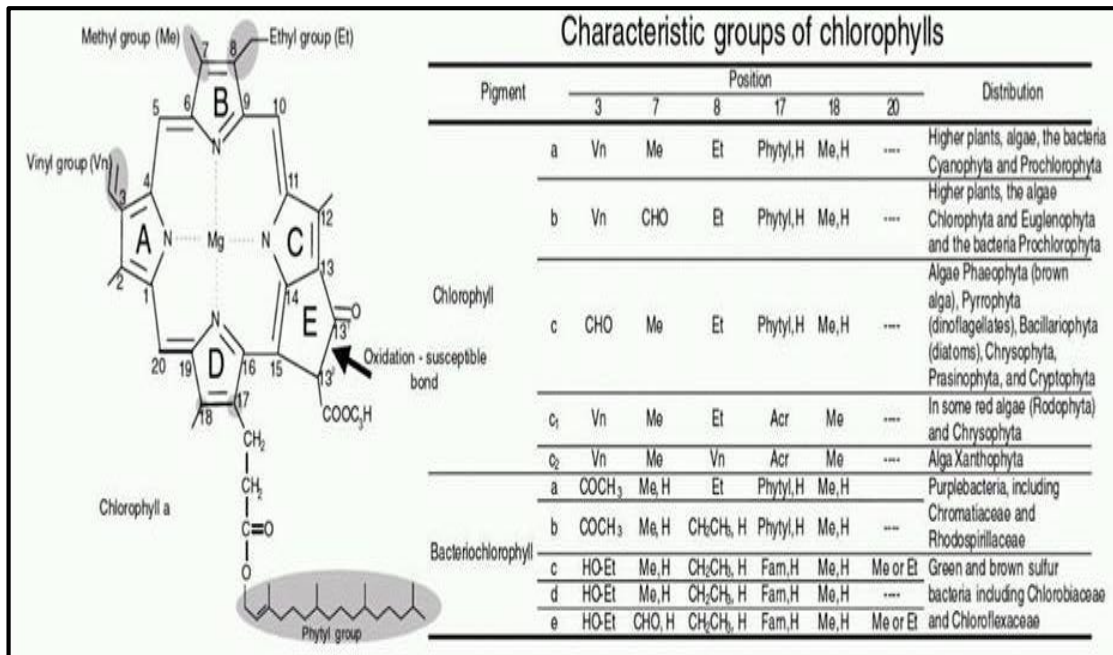 Characteristic groups of chlorophylls
Methyl group (Me)
Ethyl group (Et)
7
8
B
5
6
9
10
N
Vinyl group (Vn)
3
4
11
12
A
N
Mg
N
C
2
1
13
14
E
O
13
N
D
20
19
16
15
13
Oxidation - susceptible
bond
18
17
COOC H
CH2
CH2
C=O
O
Chlorophyll a
Phytyl group
Pigment
Position
Distribution
3 7 8 17 18 20
a Vn Me Et Phytyl,H Me,H ---- Higher plants, algae, the bacteria
Cyanophyta and Prochlorophyta
b Vn CHO Et Phytyl,H Me,H ---- Higher plants, the algae
Chlorophyta and Euglenophyta
and the bacteria Prochlorophyta
Chlorophyll
c CHO Me Et Phytyl,H Me,H ---- Algae Phaeophyta (brown
alga), Pyrrophyta
(dinoflagellates), Bacillariophyta
(diatoms), Chrysophyta,
Prasinophyta, and Cryptophyta
c1 Vn Me Et Acr Me ---- In some red algae (Rodophyta)
and Chrysophyta
c2 Vn Me Vn Acr Me ---- Alga Xanthophyta
Bacteriochlorophyll
a COCH3 Me, H Et Phytyl,H Me,H Purplebacteria, including
b COCH3 Me,H CH2CH3, H Phytyl,H Me,H ---- Chromatiaceae and
Rhodospirillaceae
c HO-Et Me,H CH2CH3, H Farn,H Me,H Me or Et Green and brown sulfur
d HO-Et Me,H CH2CH3, H Farn,H Me,H ---- bacteria including Chlorobiaceae
e HO-Et CHO, H CH2CH3, H Farn,H Me,H Me or Et and Chloroflexaceae